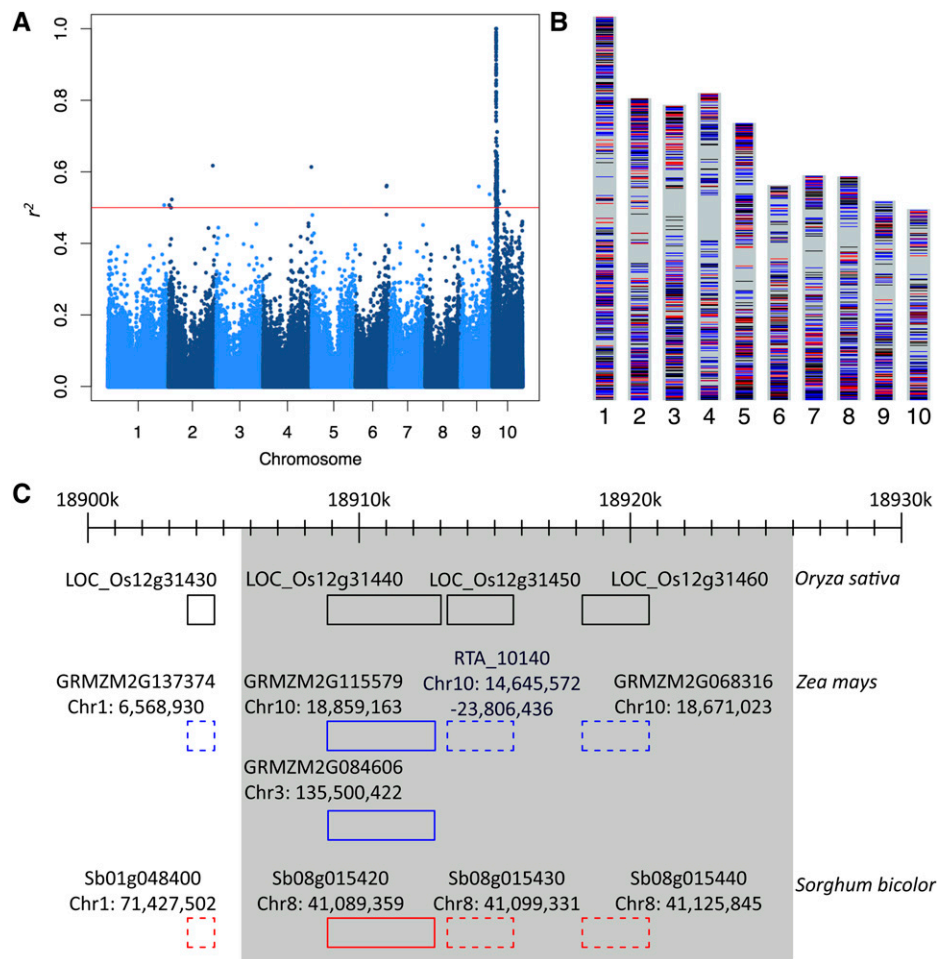 A
B
r²
1.0
0.8
0.6
0.4
0.2
0.0
1 2 3 4 5 6 7 8 9 10
Chromosome
1 2 3 4 5 6 7 8 9 10
C
18900k 18910k 18920k 18930k
LOC_Os12g31430 LOC_Os12g31440 LOC_Os12g31450 LOC_Os12g31460 Oryza sativa
RTA_10140
GRMZM2G137374 GRMZM2G115579 Chr10: 14,645,572 GRMZM2G068316 Zea mays
Chr1: 6,568,930 Chr10: 18,859,163 -23,806,436 Chr10: 18,671,023
GRMZM2G084606
Chr3: 135,500,422
Sb01g048400 Sb08g015420 Sb08g015430 Sb08g015440 Sorghum bicolor
Chr1: 71,427,502 Chr8: 41,089,359 Chr8: 41,099,331 Chr8: 41,125,845